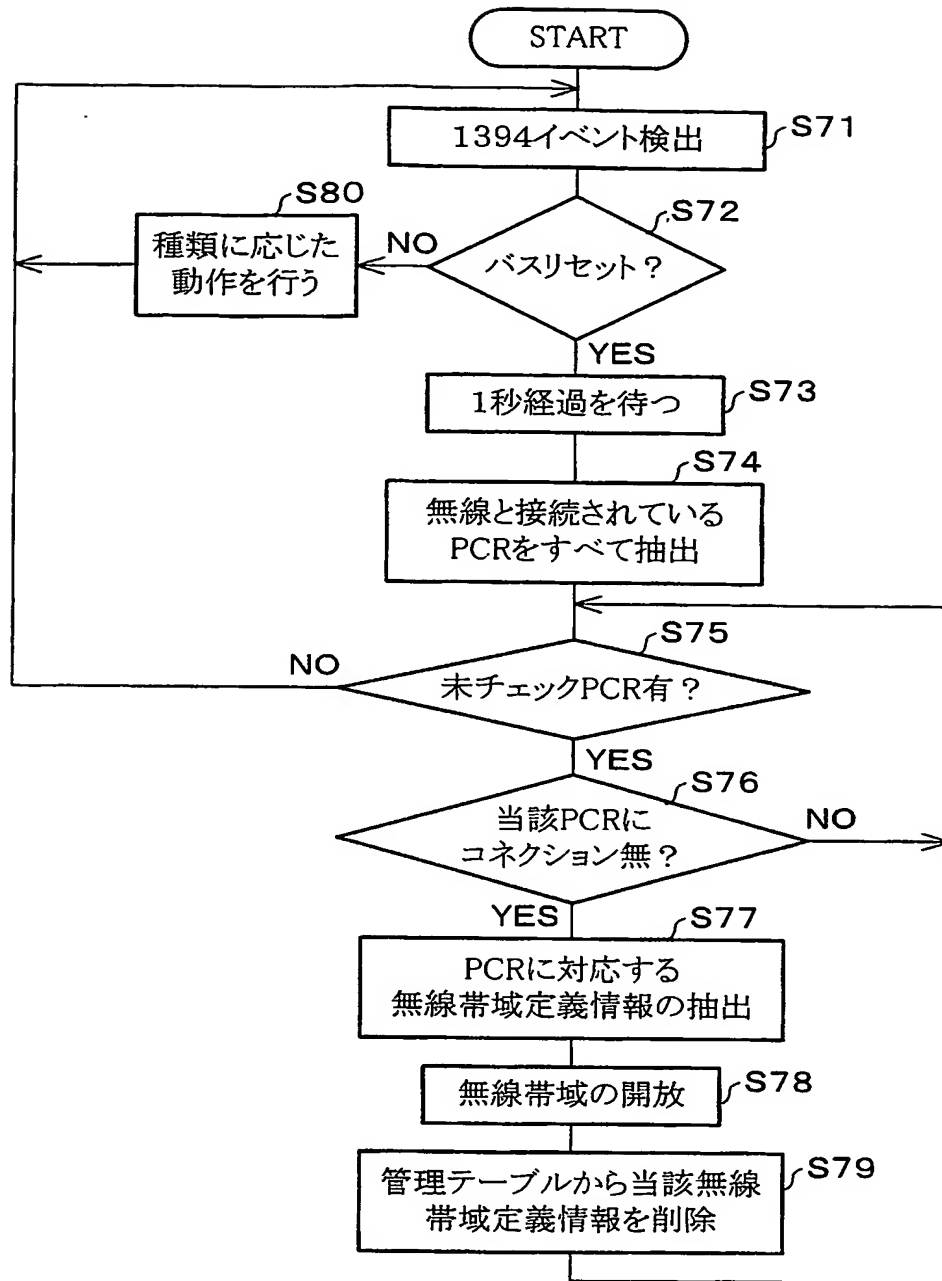 START
1394イベント検出
S71
S80
種類に応じた
動作を行う
NO
S72
バスリセット？
YES
1秒経過を待つ
S73
S74
無線と接続されている
PCRをすべて抽出
S75
NO
未チェックPCR有？
YES
S76
当該PCRに
コネクション無？
NO
YES
S77
PCRに対応する
無線帯域定義情報の抽出
無線帯域の開放
S78
S79
管理テーブルから当該無線
帯域定義情報を削除